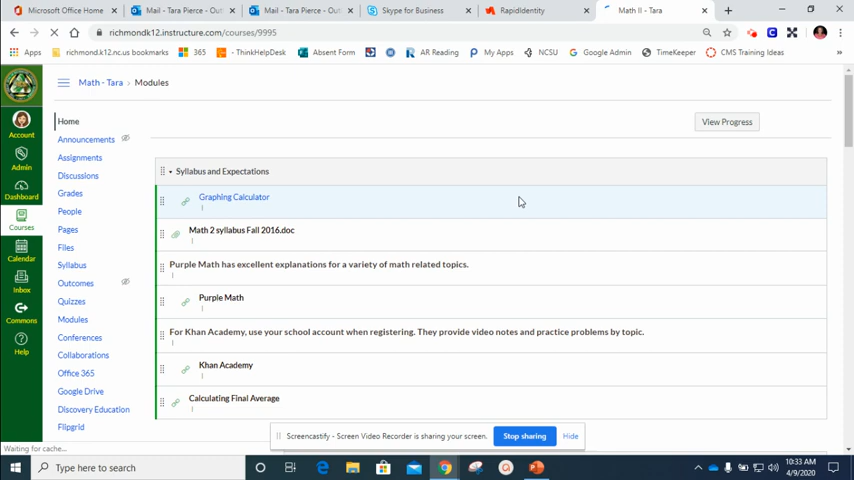 Microsoft Office Home
Mail - Tara Pierce - Out
Mail - Tara Pierce - Out
Skype for Business
RapidIdentity
Math II - Tara
richmondk12.nc.instructure.com/courses/9995
Apps
richmond.k12.nc.us bookmarks
365
- ThinkHelpDesk
Absent Form
AR Reading
My Apps
NCSU
Google Admin
TimeKeeper
CMS Training Ideas
Math - Tara
Modules
Account
Admin
Dashboard
Courses
Calendar
Inbox
Commons
Help
Home
Announcements
Assignments
Discussions
Grades
People
Pages
Files
Syllabus
Outcomes
Quizzes
Modules
Conferences
Collaborations
Office 365
Google Drive
Discovery Education
Flipgrid
View Progress
Syllabus and Expectations
Graphing Calculator
Math 2 syllabus Fall 2016.doc
Purple Math has excellent explanations for a variety of math related topics.
Purple Math
For Khan Academy, use your school account when registering. They provide video notes and practice problems by topic.
Khan Academy
Calculating Final Average
Screencastify - Screen Video Recorder is sharing your screen.
Stop sharing
Hide
Waiting for cache...
Type here to search
10:33 AM
4/9/2020